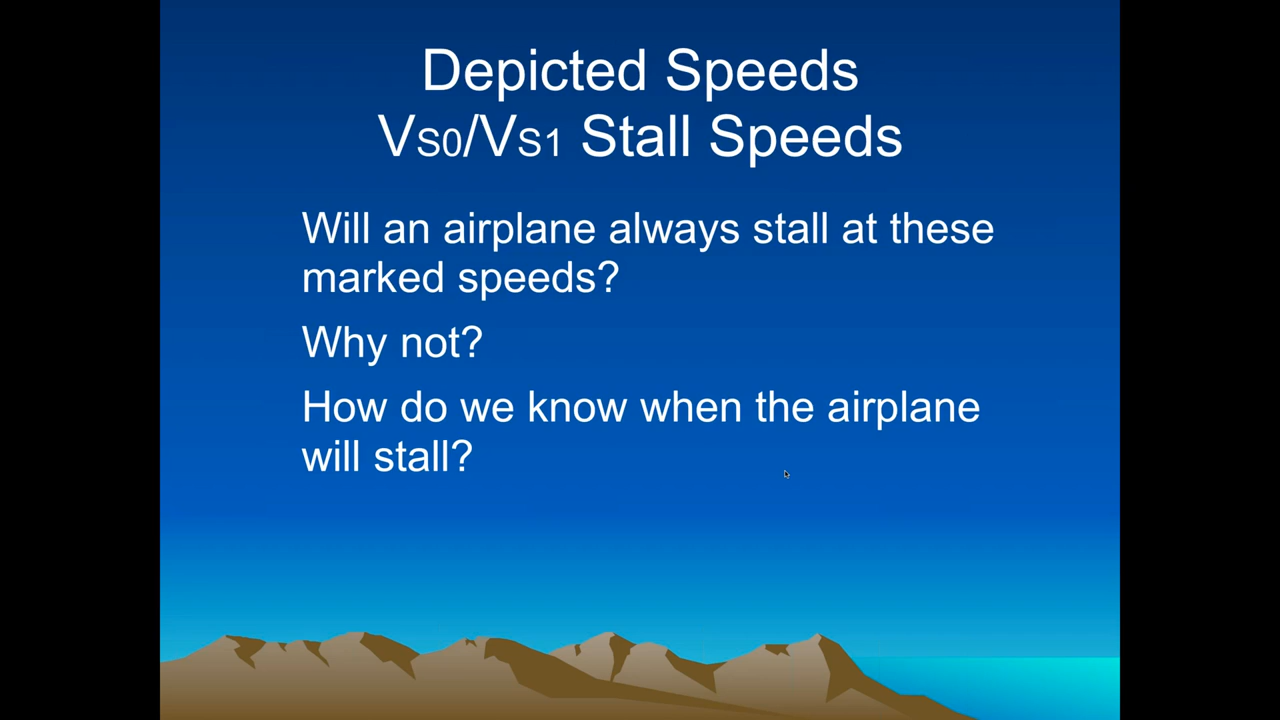 Depicted Speeds
VS0/VS1 Stall Speeds
Will an airplane always stall at these
marked speeds?
Why not?
How do we know when the airplane
will stall?